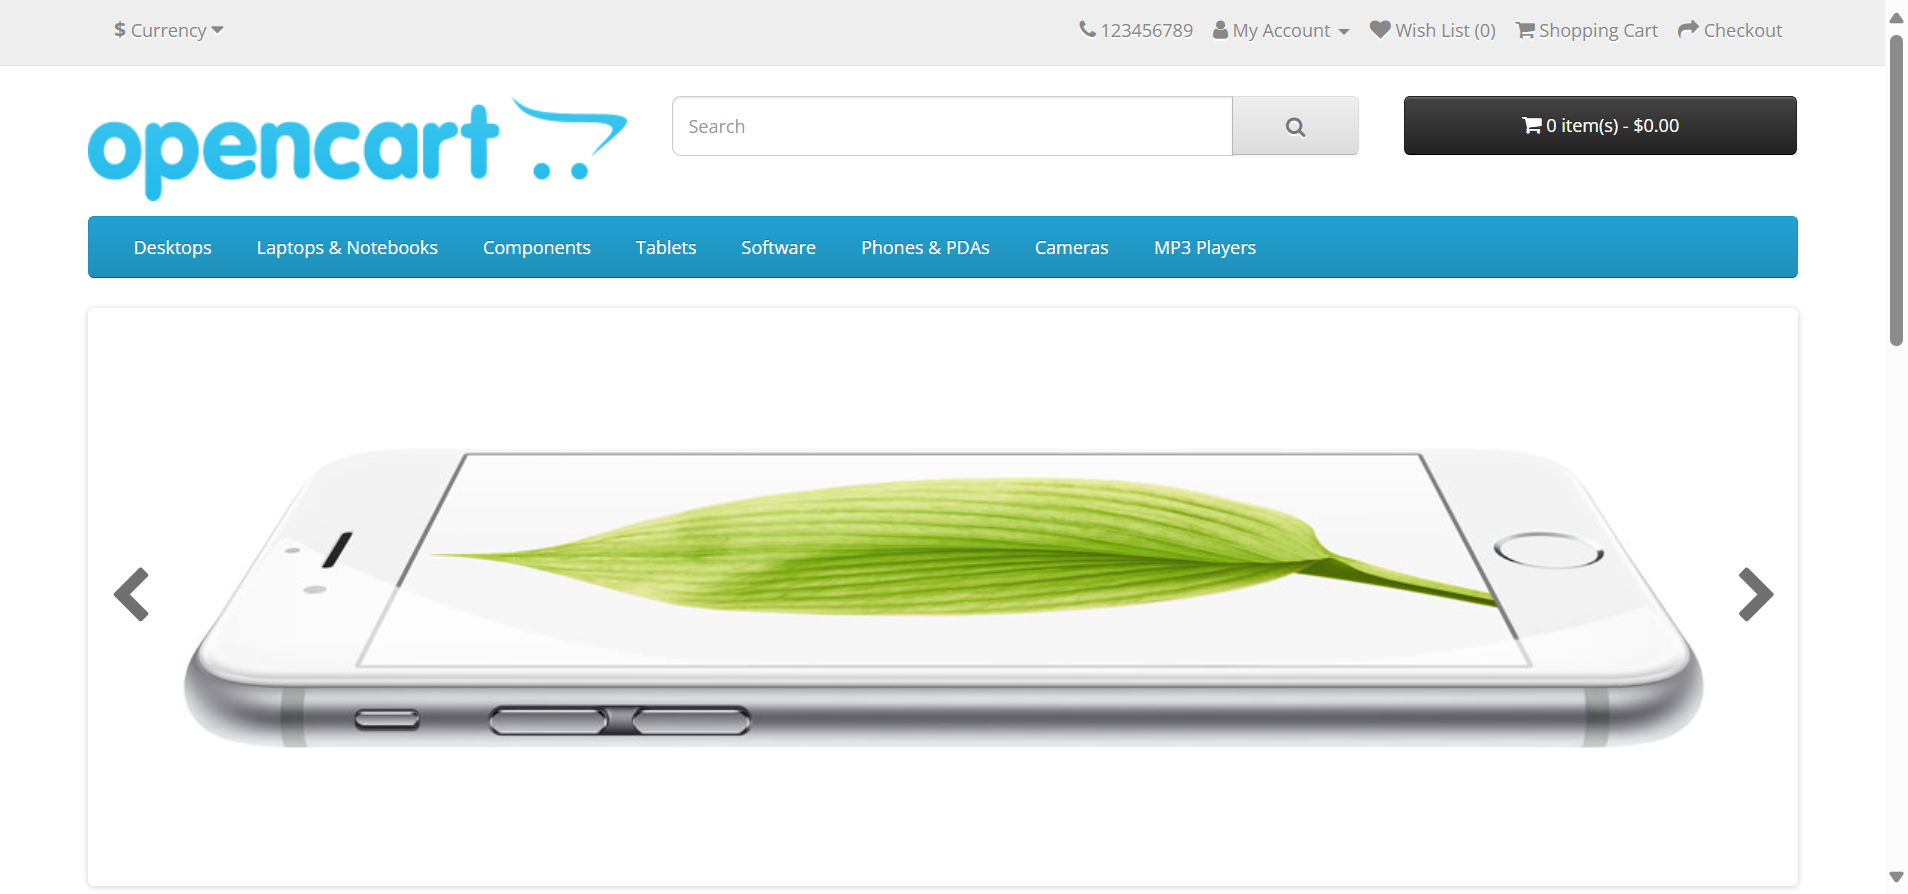 $ Currency
123456789 My Account Wish List (0) Shopping Cart Checkout
opencart
Search
0 item(s) - $0.00
Desktops Laptops & Notebooks Components Tablets Software Phones & PDAs Cameras MP3 Players